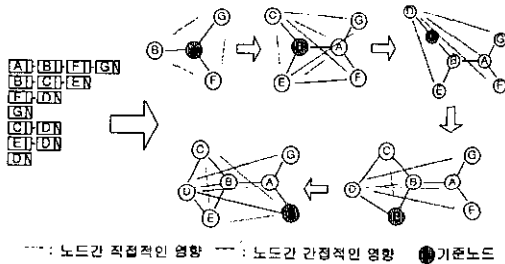 A B F G N
B C E N
F D N
G N
C D N
E D N
D N
B G F
C G B A E F
D G B A E F
C G D B A E
C G D B A B F
---- : 노드간 직접적인 영향 — : 노드간 간접적인 영향 ●기준노드